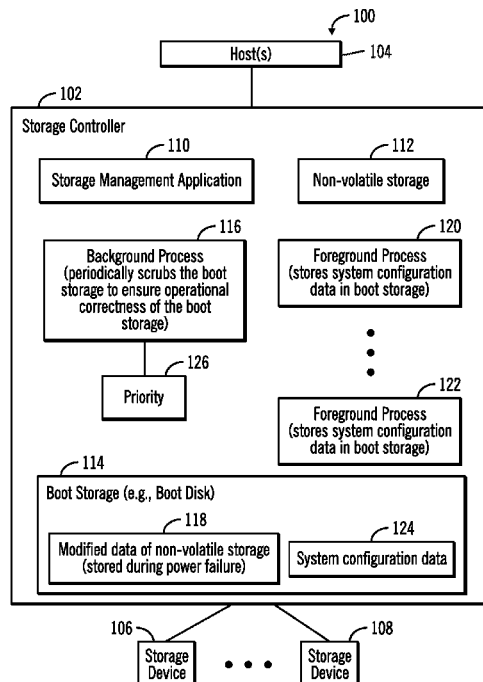 100
Host(s)
104
102
Storage Controller
110
112
Storage Management Application
Non-volatile storage
116
120
Background Process
(periodically scrubs the boot
storage to ensure operational
correctness of the boot
storage)
Foreground Process
(stores system configuration
data in boot storage)
126
Priority
122
Foreground Process
(stores system configuration
data in boot storage)
114
Boot Storage (e.g., Boot Disk)
118
124
Modified data of non-volatile storage
(stored during power failure)
System configuration data
106
108
Storage
Device
Storage
Device